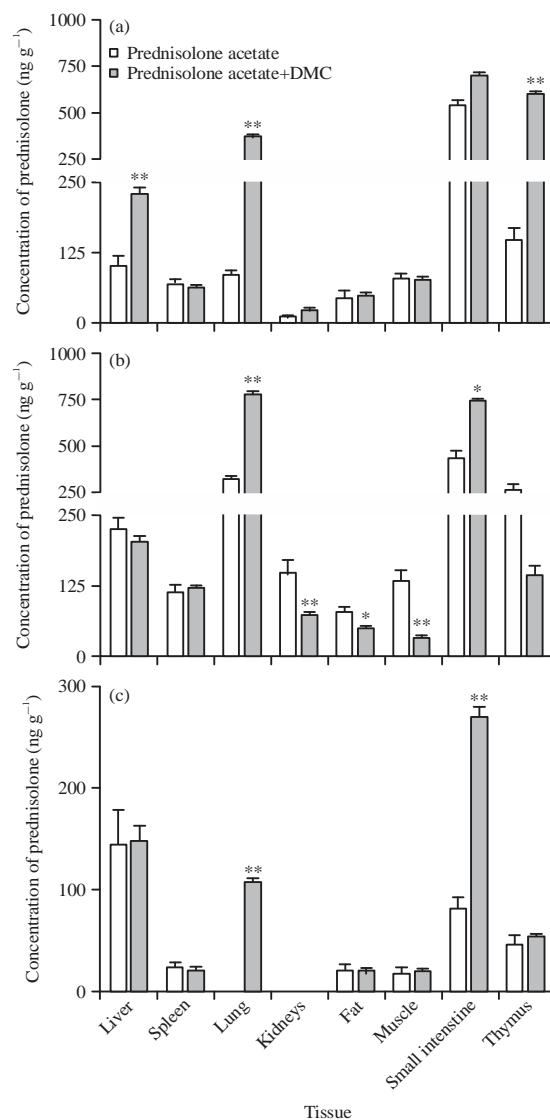 (a)
Prednisolone acetate
Prednisolone acetate+DMC
Concentration of prednisolone (ng g⁻¹)
1000
750
500
250
250
125
0
**
**
**
(b)
Concentration of prednisolone (ng g⁻¹)
1000
750
500
250
250
125
0
**
**
*
**
*
(c)
Concentration of prednisolone (ng g⁻¹)
300
200
100
0
**
**
Liver
Spleen
Lung
Kidneys
Fat
Muscle
Small intenstine
Thymus
Tissue